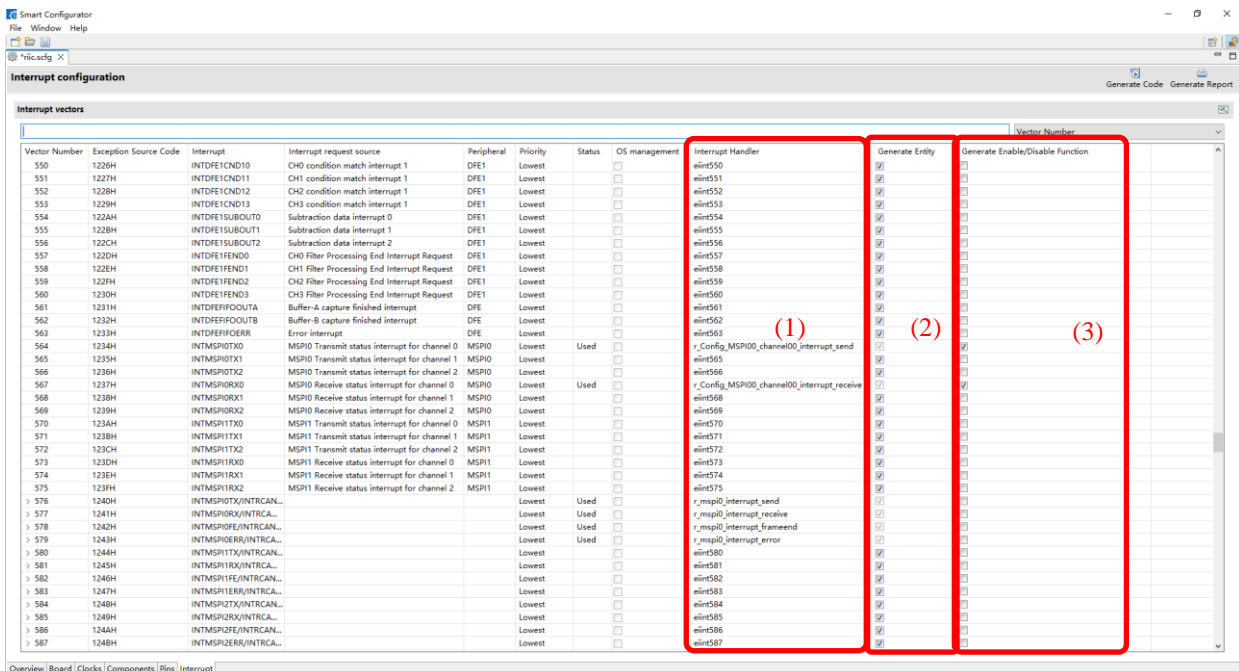 Smart Configurator
File Window Help
*riic.scfg
Interrupt configuration
Generate Code Generate Report
Interrupt vectors
Vector Number
Vector Number Exception Source Code Interrupt Interrupt request source Peripheral Priority Status OS management Interrupt Handler Generate Entity Generate Enable/Disable Function
550 1226H INTDFE1CND10 CH0 condition match interrupt 1 DFE1 Lowest eiint550
551 1227H INTDFE1CND11 CH1 condition match interrupt 1 DFE1 Lowest eiint551
552 1228H INTDFE1CND12 CH2 condition match interrupt 1 DFE1 Lowest eiint552
553 1229H INTDFE1CND13 CH3 condition match interrupt 1 DFE1 Lowest eiint553
554 122AH INTDFE1SUBOUT0 Subtraction data interrupt 0 DFE1 Lowest eiint554
555 122BH INTDFE1SUBOUT1 Subtraction data interrupt 1 DFE1 Lowest eiint555
556 122CH INTDFE1SUBOUT2 Subtraction data interrupt 2 DFE1 Lowest eiint556
557 122DH INTDFE1FEND0 CH0 Filter Processing End Interrupt Request DFE1 Lowest eiint557
558 122EH INTDFE1FEND1 CH1 Filter Processing End Interrupt Request DFE1 Lowest eiint558
559 122FH INTDFE1FEND2 CH2 Filter Processing End Interrupt Request DFE1 Lowest eiint559
560 1230H INTDFE1FEND3 CH3 Filter Processing End Interrupt Request DFE1 Lowest eiint560
561 1231H INTDFEFIFOOUTA Buffer-A capture finished interrupt DFE Lowest eiint561
562 1232H INTDFEFIFOOUTB Buffer-B capture finished interrupt DFE Lowest eiint562
563 1233H INTDFEFIFOERR Error interrupt DFE Lowest eiint563
(1) (2) (3)
564 1234H INTMSPI0TX0 MSPI0 Transmit status interrupt for channel 0 MSPI0 Lowest Used r_Config_MSPI00_channel00_interrupt_send
565 1235H INTMSPI0TX1 MSPI0 Transmit status interrupt for channel 1 MSPI0 Lowest eiint565
566 1236H INTMSPI0TX2 MSPI0 Transmit status interrupt for channel 2 MSPI0 Lowest eiint566
567 1237H INTMSPI0RX0 MSPI0 Receive status interrupt for channel 0 MSPI0 Lowest Used r_Config_MSPI00_channel00_interrupt_receive
568 1238H INTMSPI0RX1 MSPI0 Receive status interrupt for channel 1 MSPI0 Lowest eiint568
569 1239H INTMSPI0RX2 MSPI0 Receive status interrupt for channel 2 MSPI0 Lowest eiint569
570 123AH INTMSPI1TX0 MSPI1 Transmit status interrupt for channel 0 MSPI1 Lowest eiint570
571 123BH INTMSPI1TX1 MSPI1 Transmit status interrupt for channel 1 MSPI1 Lowest eiint571
572 123CH INTMSPI1TX2 MSPI1 Transmit status interrupt for channel 2 MSPI1 Lowest eiint572
573 123DH INTMSPI1RX0 MSPI1 Receive status interrupt for channel 0 MSPI1 Lowest eiint573
574 123EH INTMSPI1RX1 MSPI1 Receive status interrupt for channel 1 MSPI1 Lowest eiint574
575 123FH INTMSPI1RX2 MSPI1 Receive status interrupt for channel 2 MSPI1 Lowest eiint575
> 576 1240H INTMSPI0TX/INTRCAN... Lowest Used r_mspi0_interrupt_send
> 577 1241H INTMSPI0RX/INTRCA... Lowest Used r_mspi0_interrupt_receive
> 578 1242H INTMSPI0FE/INTRCAN... Lowest Used r_mspi0_interrupt_frameend
> 579 1243H INTMSPI0ERR/INTRCA... Lowest Used r_mspi0_interrupt_error
> 580 1244H INTMSPI1TX/INTRCAN... Lowest eiint580
> 581 1245H INTMSPI1RX/INTRCA... Lowest eiint581
> 582 1246H INTMSPI1FE/INTRCAN... Lowest eiint582
> 583 1247H INTMSPI1ERR/INTRCA... Lowest eiint583
> 584 1248H INTMSPI2TX/INTRCAN... Lowest eiint584
> 585 1249H INTMSPI2RX/INTRCA... Lowest eiint585
> 586 124AH INTMSPI2FE/INTRCAN... Lowest eiint586
> 587 124BH INTMSPI2ERR/INTRCA... Lowest eiint587
Overview Board Clocks Components Pins Interrupt